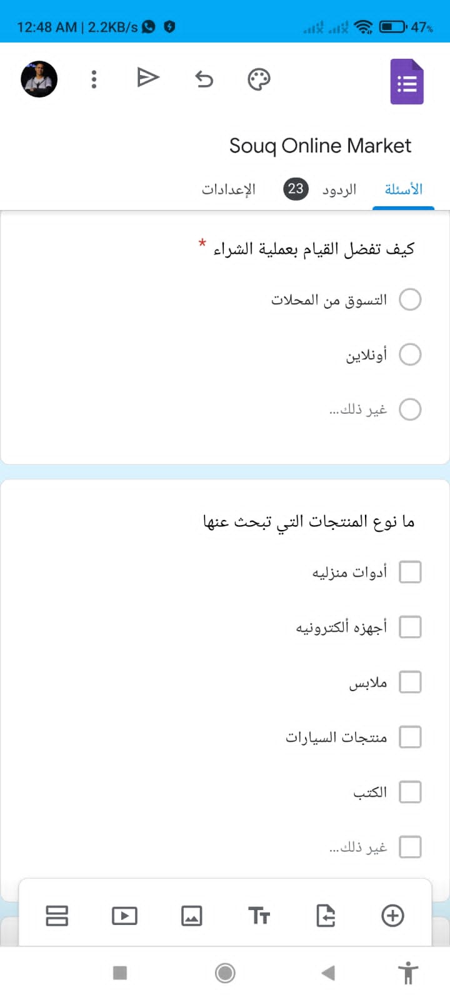 12:48 AM | 2.2KB/s 47%
Souq Online Market
الأسئلة الردود 23 الإعدادات
كيف تفضل القيام بعملية الشراء *
التسوق من المحلات
أونلاين
غير ذلك...
ما نوع المنتجات التي تبحث عنها
أدوات منزليه
أجهزه ألكترونيه
ملابس
منتجات السيارات
الكتب
غير ذلك...
Tт